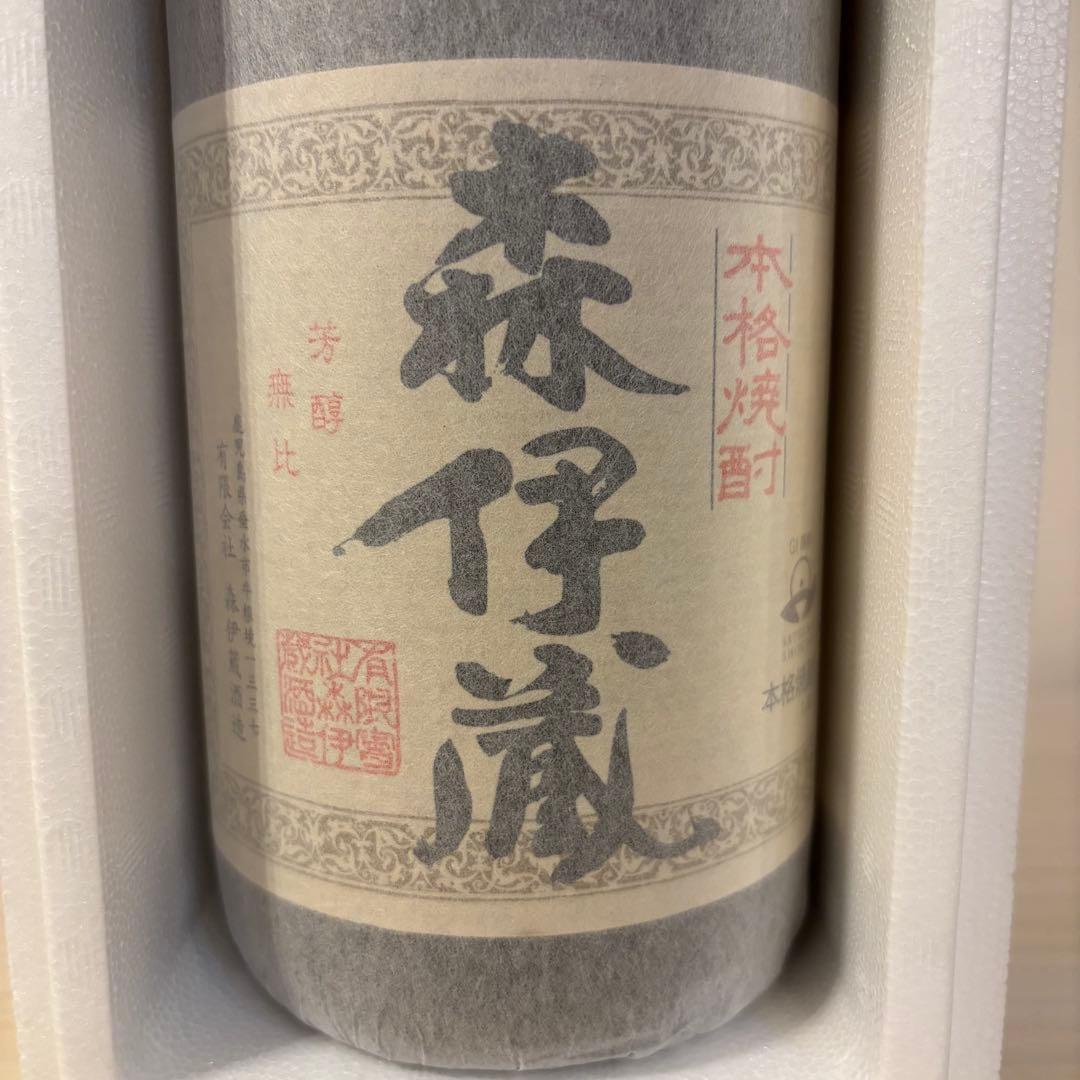 本格焼酎
森伊蔵
芳醇
無比
鹿児島県垂水市牛根境一三三七
有限会社 森伊蔵酒造
有限会
社森伊
蔵酒造
GI
本格焼